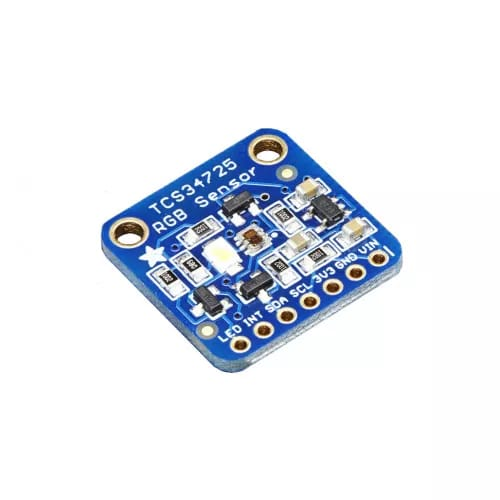 TCS34725
RGB Sensor
LED INT SDA SCL 3V3 GND VIN